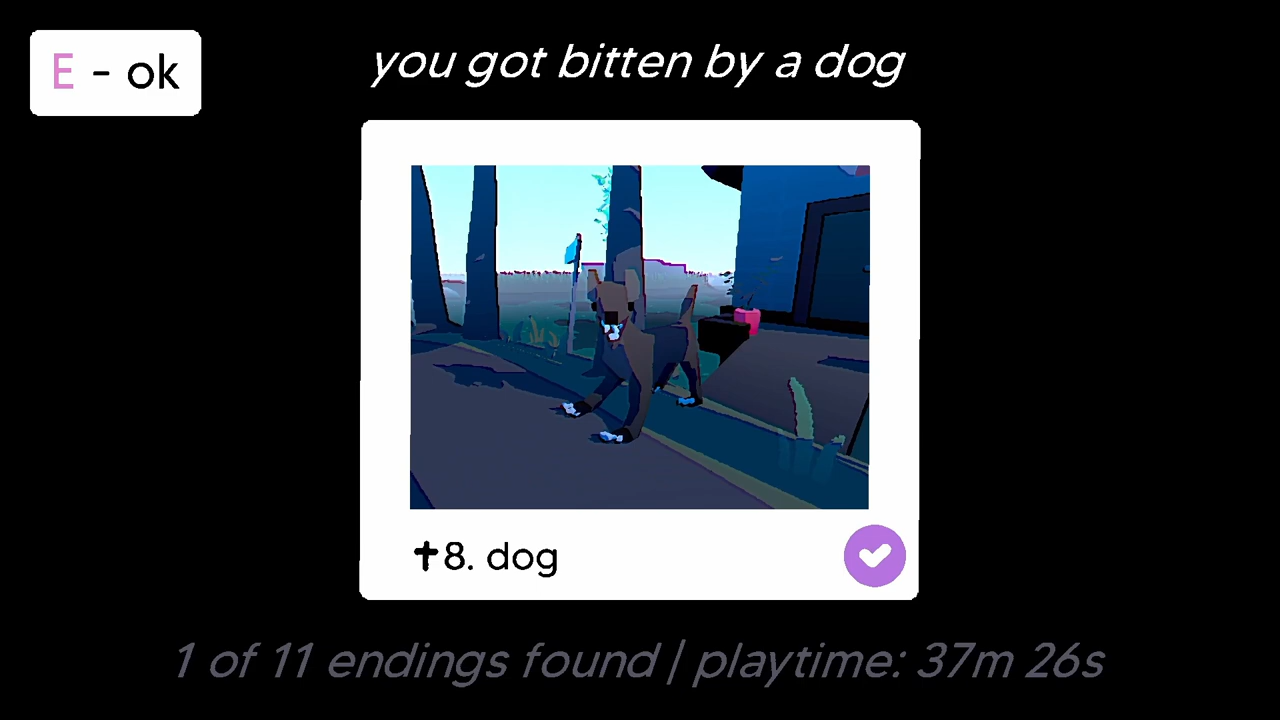 E - ok
you got bitten by a dog
✝8. dog
1 of 11 endings found | playtime: 37m 26s